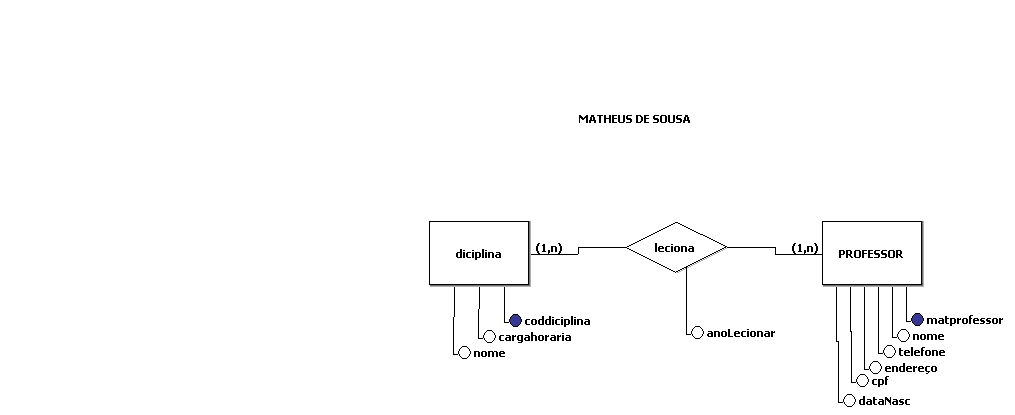 MATHEUS DE SOUSA
diciplina
(1,n)
leciona
(1,n)
PROFESSOR
coddiciplina
cargahoraria
nome
anoLecionar
matprofessor
nome
telefone
endereço
cpf
dataNasc